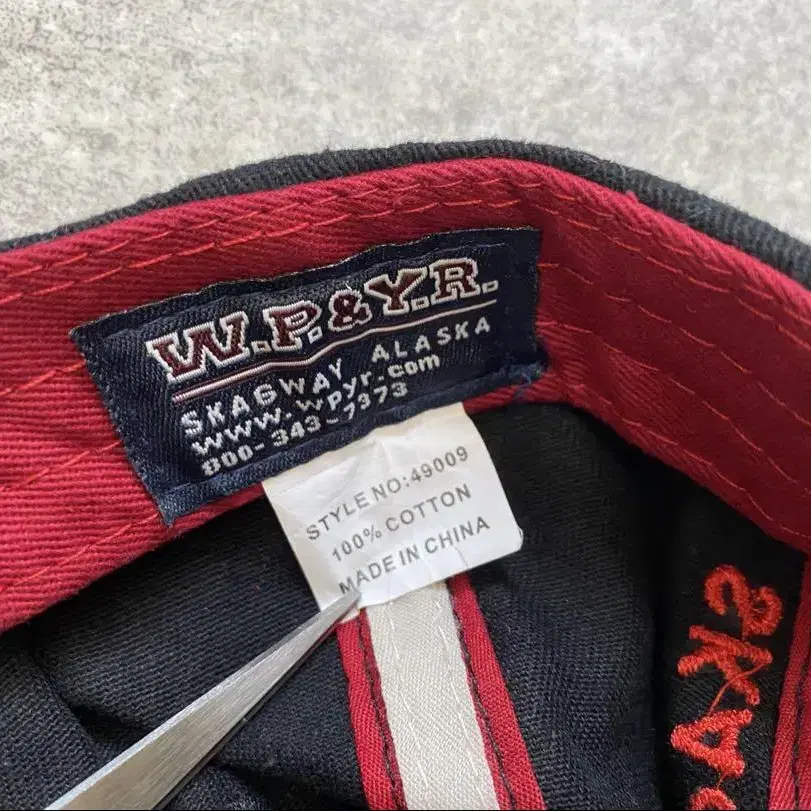 W.P.&Y.R.
SKAGWAY ALASKA
www.wpyr.com
800-343-7373
STYLE NO:49009
100% COTTON
MADE IN CHINA